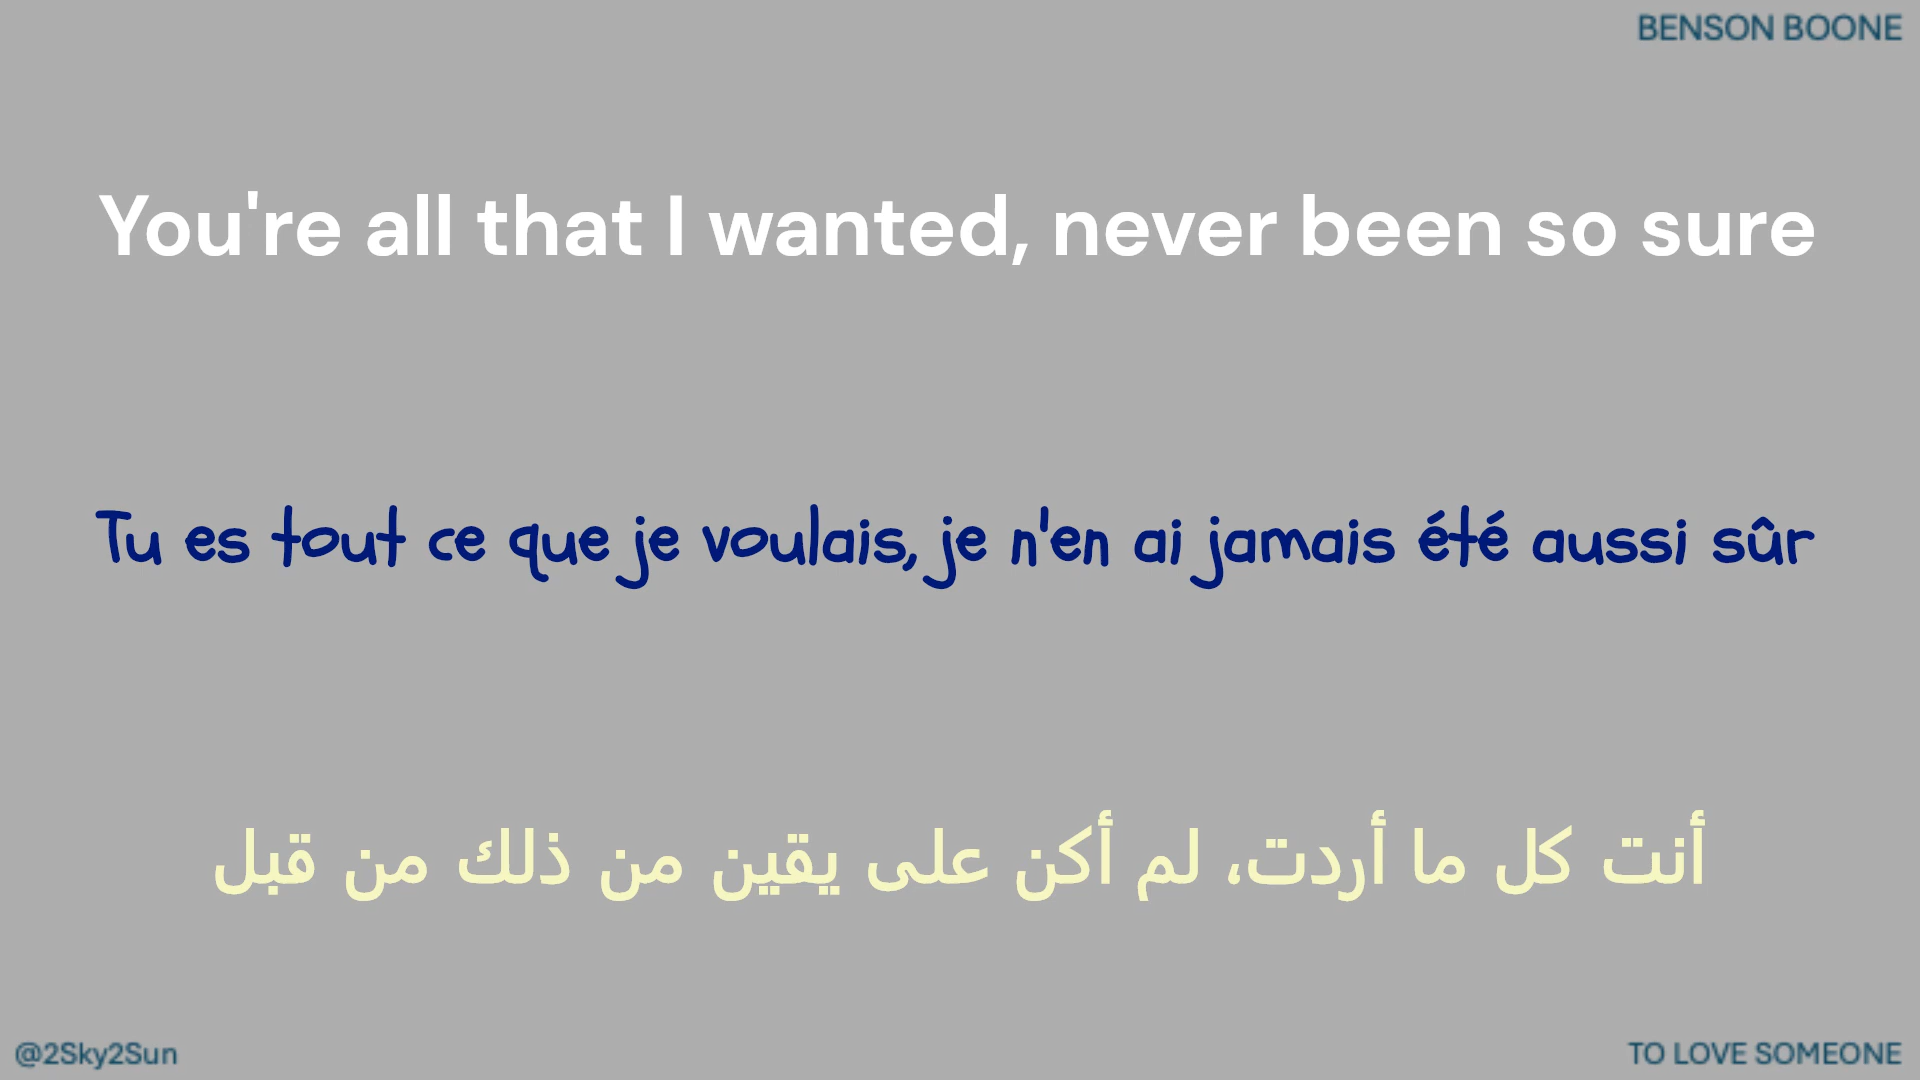 BENSON BOONE
You're all that I wanted, never been so sure
Tu es tout ce que je voulais, je n'en ai jamais été aussi sûr
أنت كل ما أردت، لم أكن على يقين من ذلك من قبل
@2Sky2Sun
TO LOVE SOMEONE